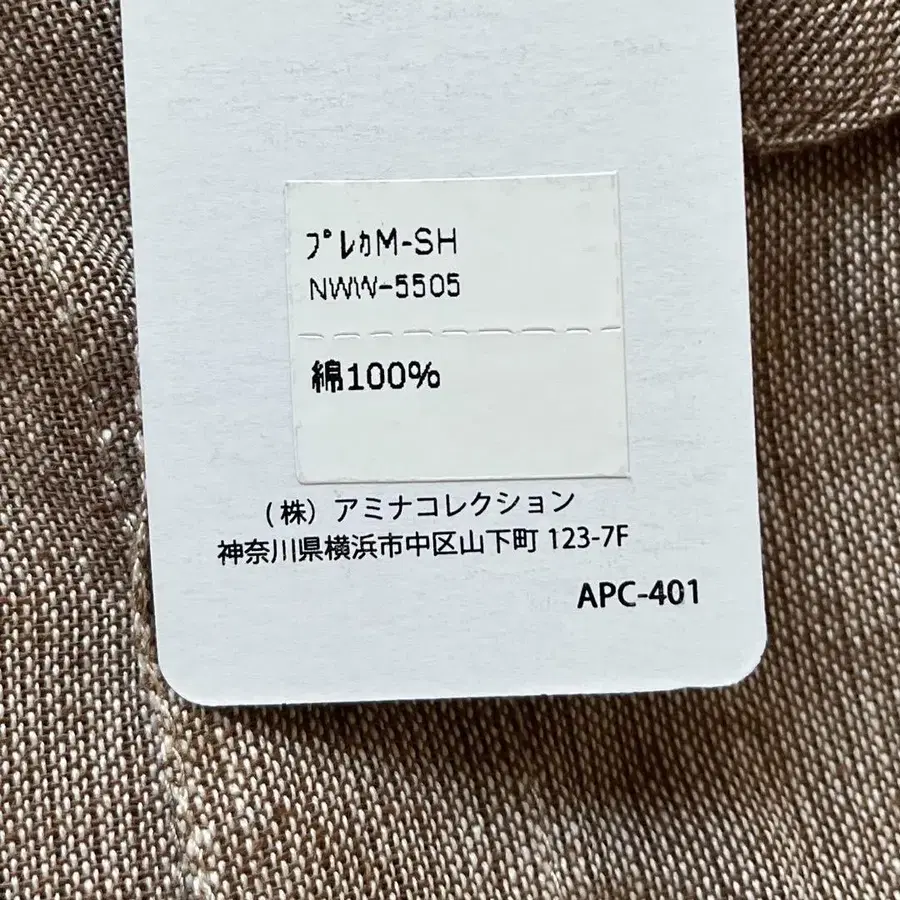 ﾌﾟﾚｶM-SH
NWW-5505
綿100%
(株) アミナコレクション
神奈川県横浜市中区山下町 123-7F
APC-401